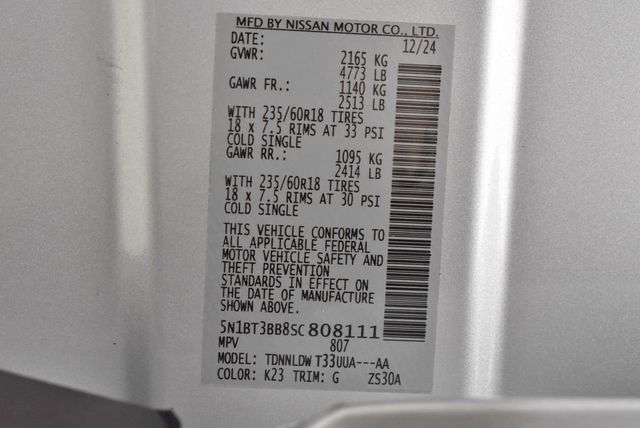 MFD BY NISSAN MOTOR CO., LTD.
DATE: 12/24
GVWR: 2165 KG
4773 LB
GAWR FR.: 1140 KG
2513 LB
WITH 235/60R18 TIRES
18 x 7.5 RIMS AT 33 PSI
COLD SINGLE
GAWR RR.: 1095 KG
2414 LB
WITH 235/60R18 TIRES
18 x 7.5 RIMS AT 30 PSI
COLD SINGLE
THIS VEHICLE CONFORMS TO
ALL APPLICABLE FEDERAL
MOTOR VEHICLE SAFETY AND
THEFT PREVENTION
STANDARDS IN EFFECT ON
THE DATE OF MANUFACTURE
SHOWN ABOVE.
5N1BT3BB8SC808111
MPV 807
MODEL: TDNNLDW T33UUA---AA
COLOR: K23 TRIM: G ZS30A